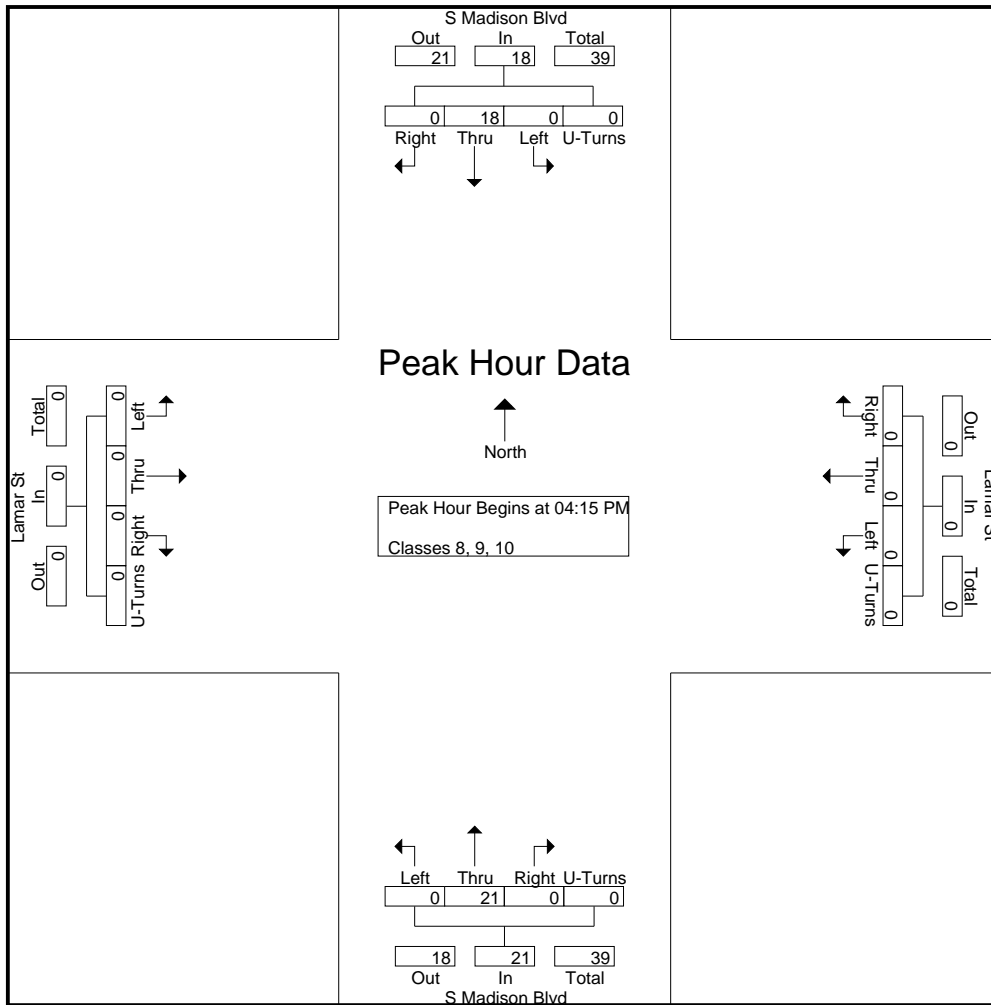 S Madison Blvd
Out In Total
21 18 39
0 18 0 0
Right Thru Left U-Turns
Peak Hour Data
North
Peak Hour Begins at 04:15 PM
Classes 8, 9, 10
Lamar St
Out In Total
0 0 0
0 0 0 0
U-Turns Right Thru Left
Lamar St
Out In Total
0 0 0
0 0 0 0
Right Thru Left U-Turns
Left Thru Right U-Turns
0 21 0 0
18 21 39
Out In Total
S Madison Blvd